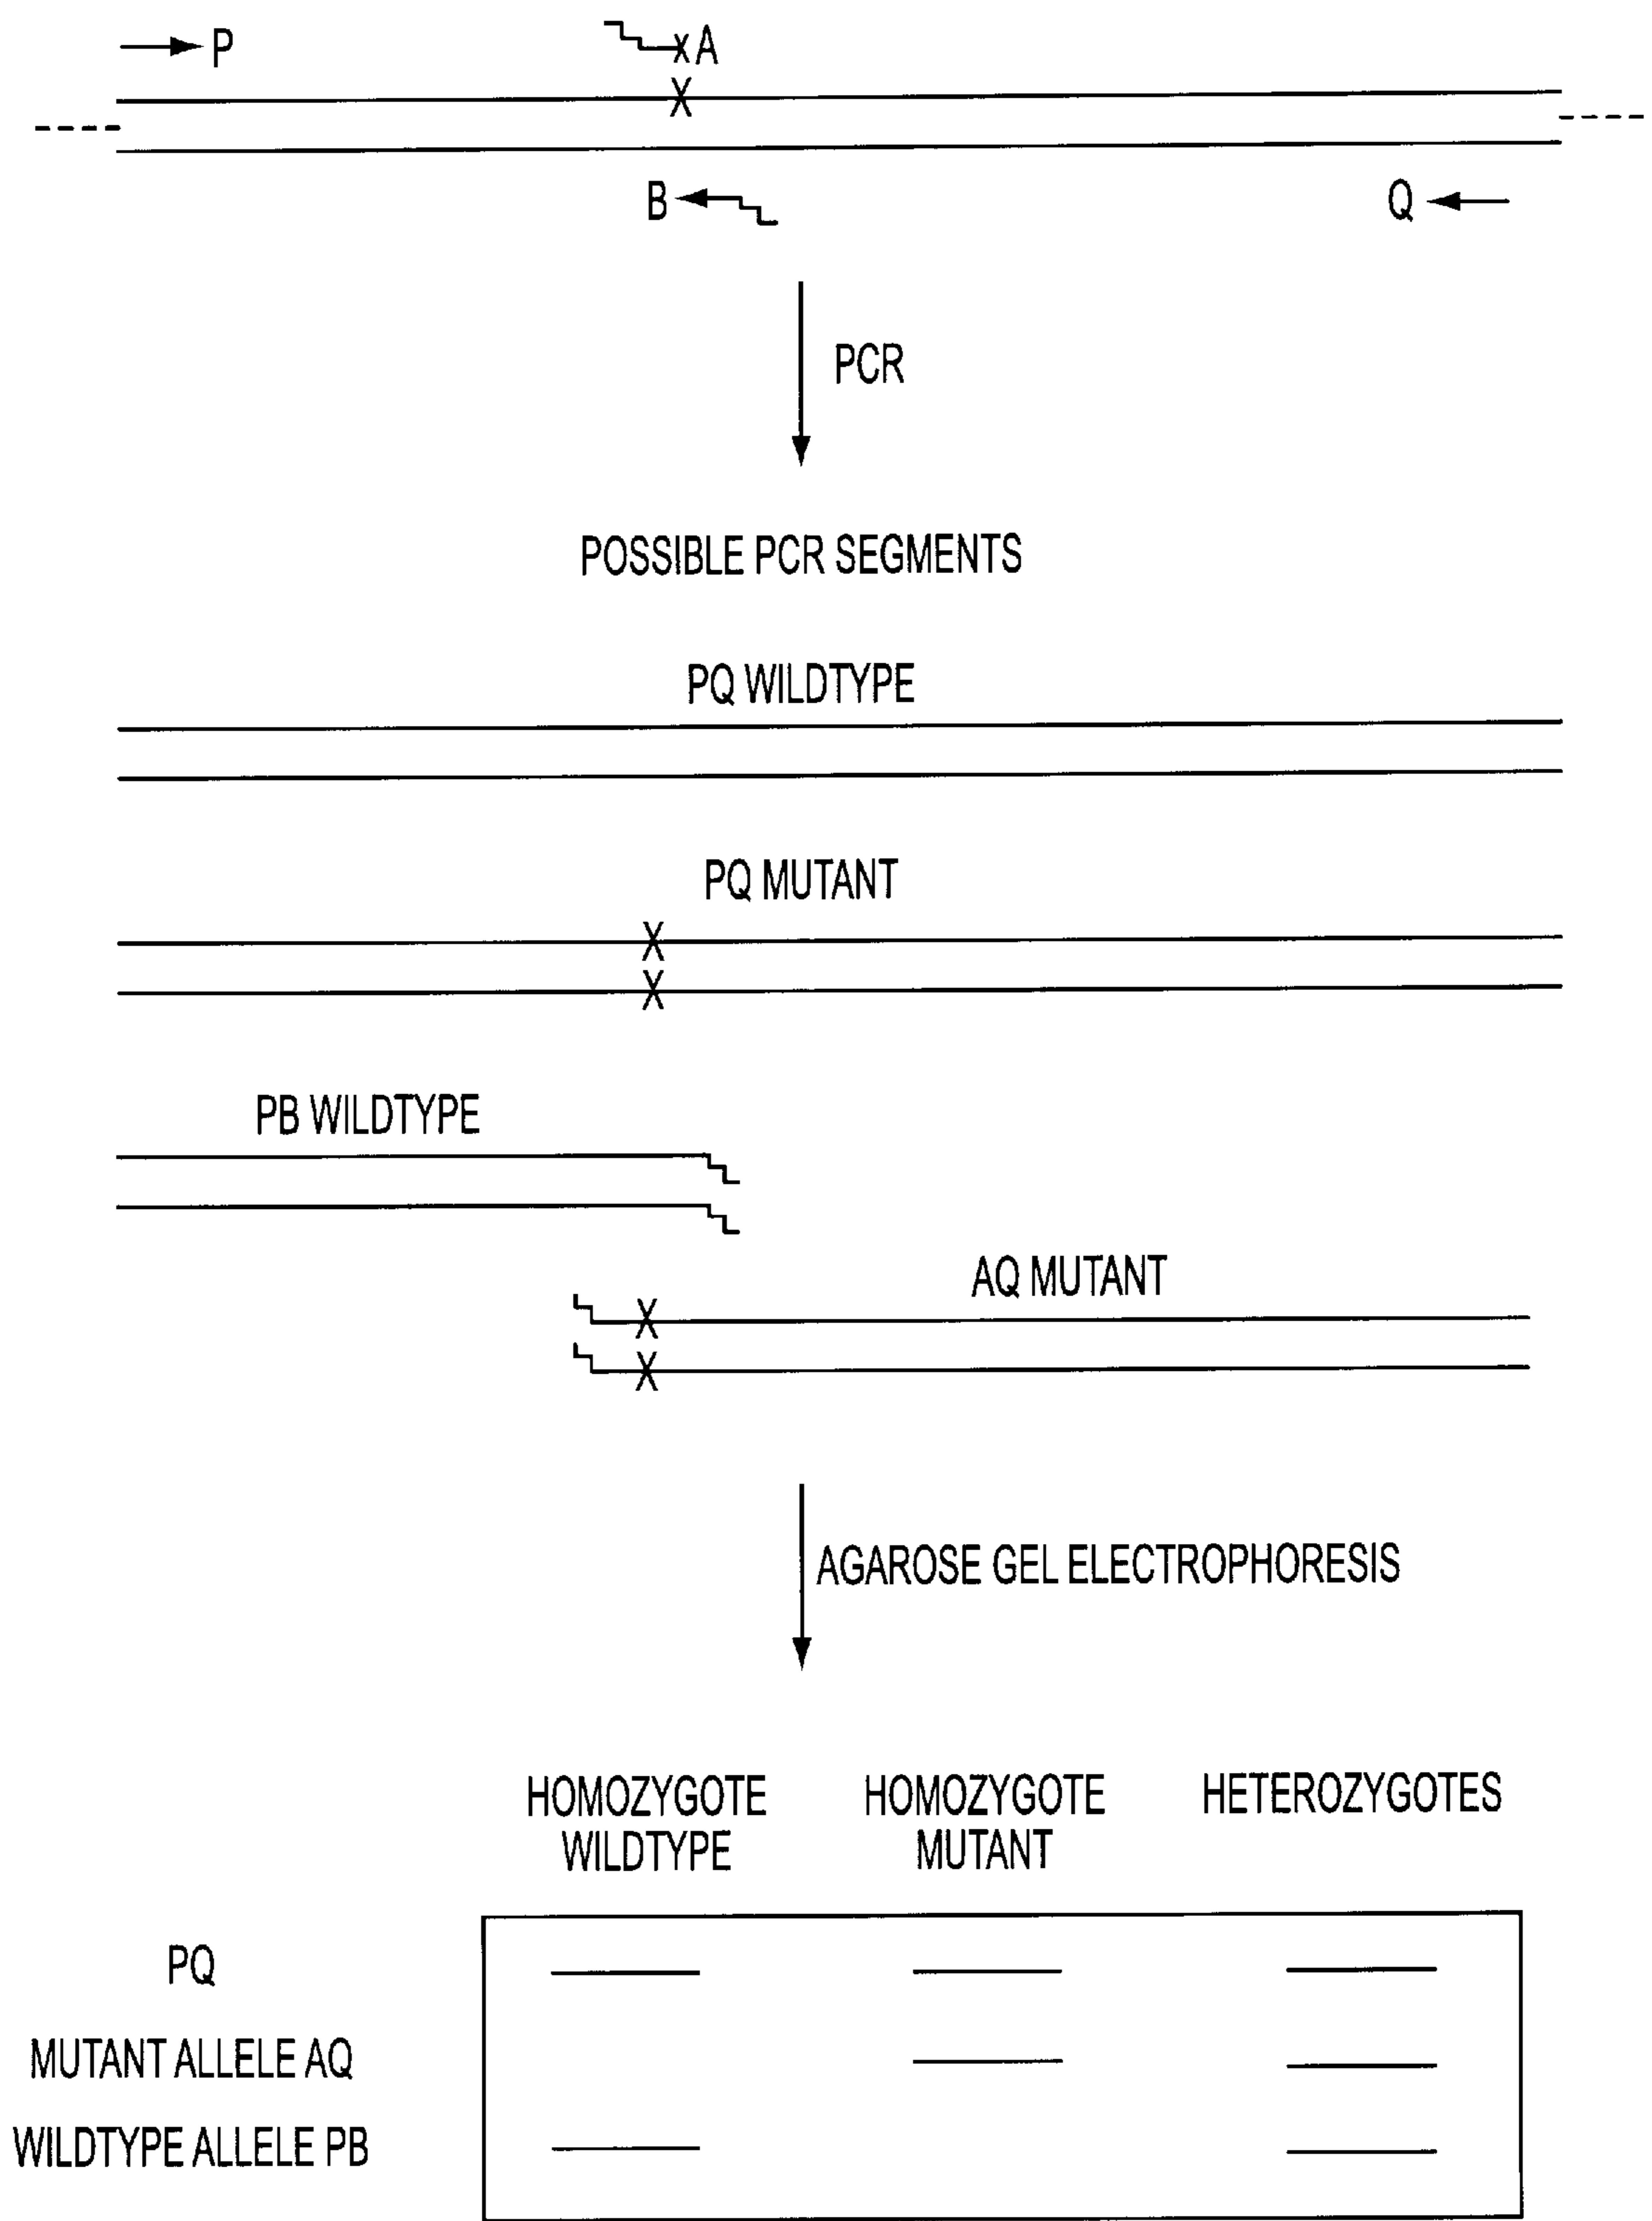 P
X A
X
B
Q
PCR
POSSIBLE PCR SEGMENTS
PQ WILDTYPE
PQ MUTANT
X
X
PB WILDTYPE
AQ MUTANT
X
X
AGAROSE GEL ELECTROPHORESIS
HOMOZYGOTE
WILDTYPE
HOMOZYGOTE
MUTANT
HETEROZYGOTES
PQ
MUTANT ALLELE AQ
WILDTYPE ALLELE PB